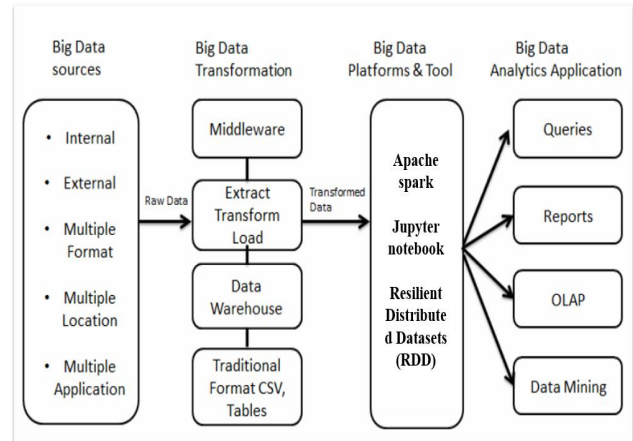 Big Data
sources
Big Data
Transformation
Big Data
Platforms & Tool
Big Data
Analytics Application
• Internal
• External
• Multiple
Format
• Multiple
Location
• Multiple
Application
Raw Data
Middleware
Extract
Transform
Load
Data
Warehouse
Traditional
Format CSV,
Tables
Transformed
Data
Apache
spark
Jupyter
notebook
Resilient
Distribute
d Datasets
(RDD)
Queries
Reports
OLAP
Data Mining